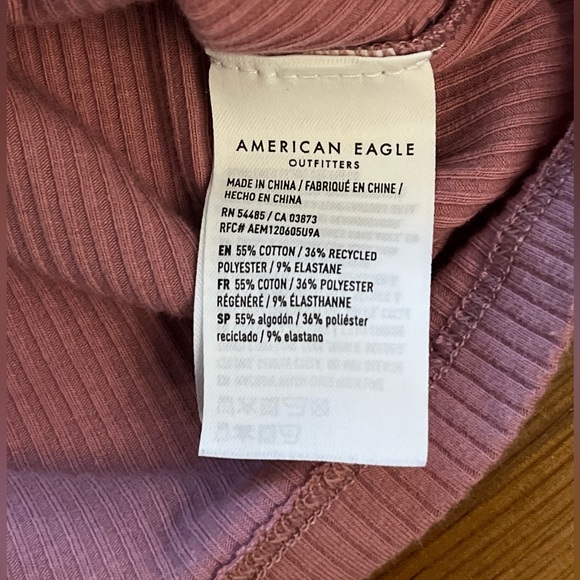 AMERICAN EAGLE
OUTFITTERS
MADE IN CHINA / FABRIQUÉ EN CHINE /
HECHO EN CHINA
RN 54485 / CA 03873
RFC# AEM120605U9A
EN 55% COTTON / 36% RECYCLED
POLYESTER / 9% ELASTANE
FR 55% COTON / 36% POLYESTER
RÉGÉNÉRÉ / 9% ÉLASTHANNE
SP 55% algodón / 36% poliéster
reciclado / 9% elastano